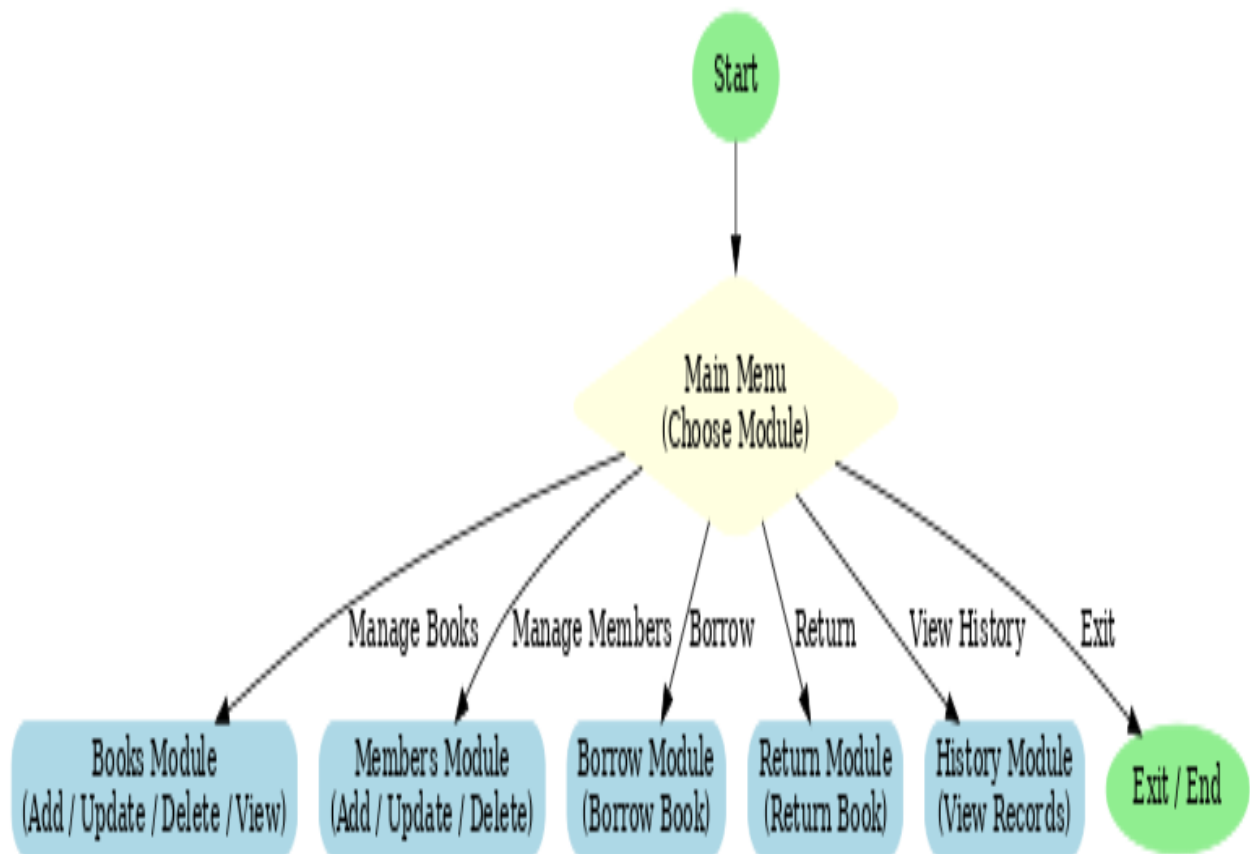 Start
Main Menu
(Choose Module)
Manage Books
Manage Members
Borrow
Return
View History
Exit
Books Module
(Add / Update / Delete / View)
Members Module
(Add / Update / Delete)
Borrow Module
(Borrow Book)
Return Module
(Return Book)
History Module
(View Records)
Exit / End